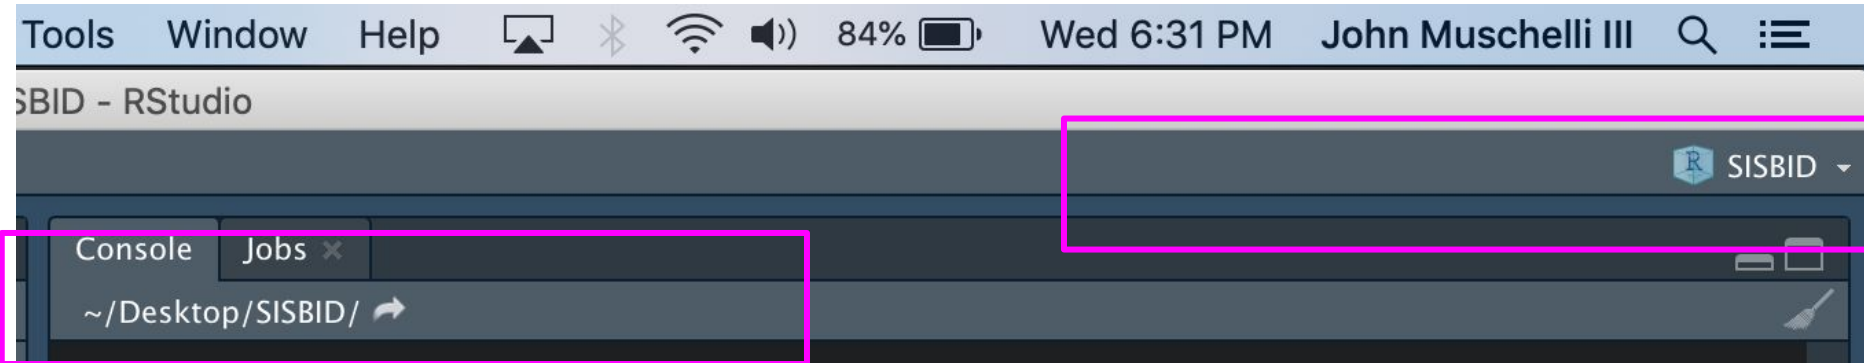 Tools Window Help 84% Wed 6:31 PM John Muschelli III
SBID - RStudio
R SISBID
Console Jobs ×
~/Desktop/SISBID/